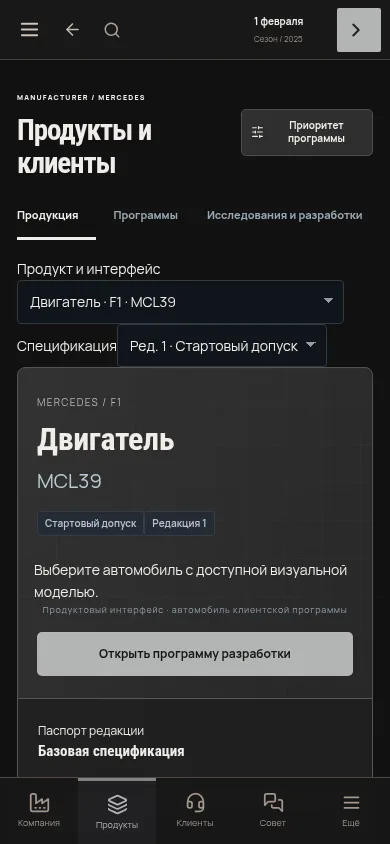 1 февраля
Сезон / 2025
MANUFACTURER / MERCEDES
Продукты и
клиенты
Приоритет
программы
Продукция
Программы
Исследования и разработки
Продукт и интерфейс
Двигатель · F1 · MCL39
Спецификация
Ред. 1 · Стартовый допуск
MERCEDES / F1
Двигатель
MCL39
Стартовый допуск
Редакция 1
Выберите автомобиль с доступной визуальной
моделью.
Продуктовый интерфейс · автомобиль клиентской программы
Открыть программу разработки
Паспорт редакции
Базовая спецификация
Компания
Продукты
Клиенты
Совет
Ещё